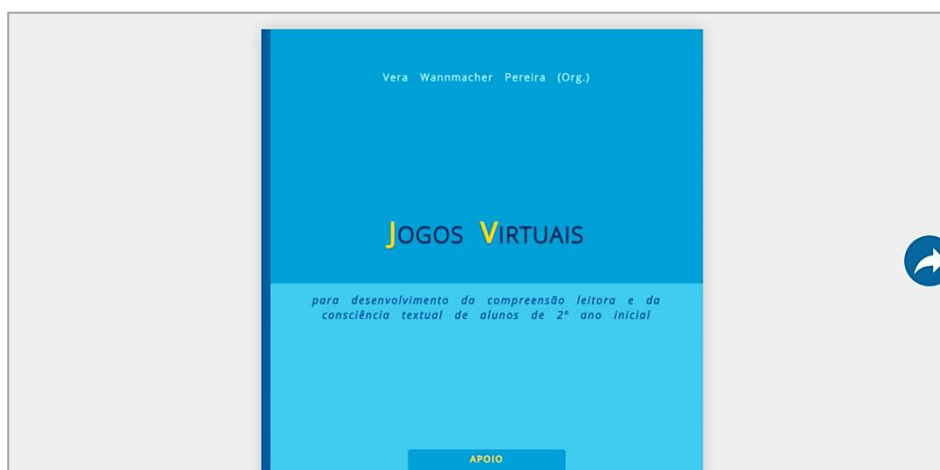 Vera Wannmacher Pereira (Org.)
JOGOS VIRTUAIS
para desenvolvimento da compreensão leitora e da
consciência textual de alunos de 2º ano inicial
APOIO